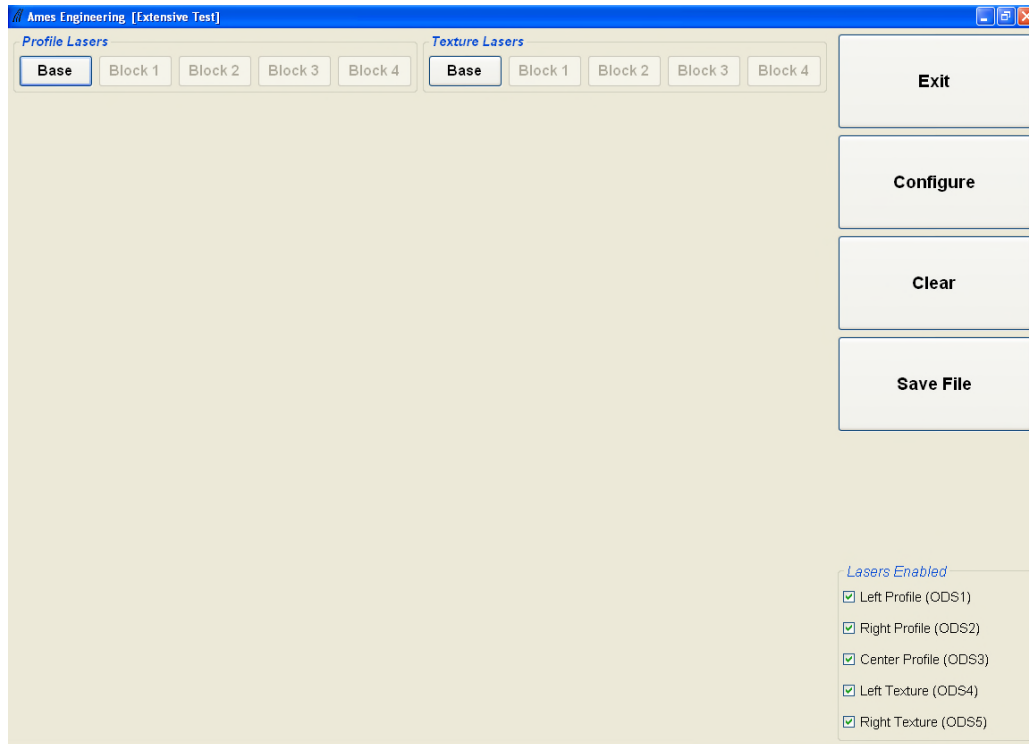 Ames Engineering [Extensive Test]
Profile Lasers
Base Block 1 Block 2 Block 3 Block 4
Texture Lasers
Base Block 1 Block 2 Block 3 Block 4
Exit
Configure
Clear
Save File
Lasers Enabled
Left Profile (ODS1)
Right Profile (ODS2)
Center Profile (ODS3)
Left Texture (ODS4)
Right Texture (ODS5)